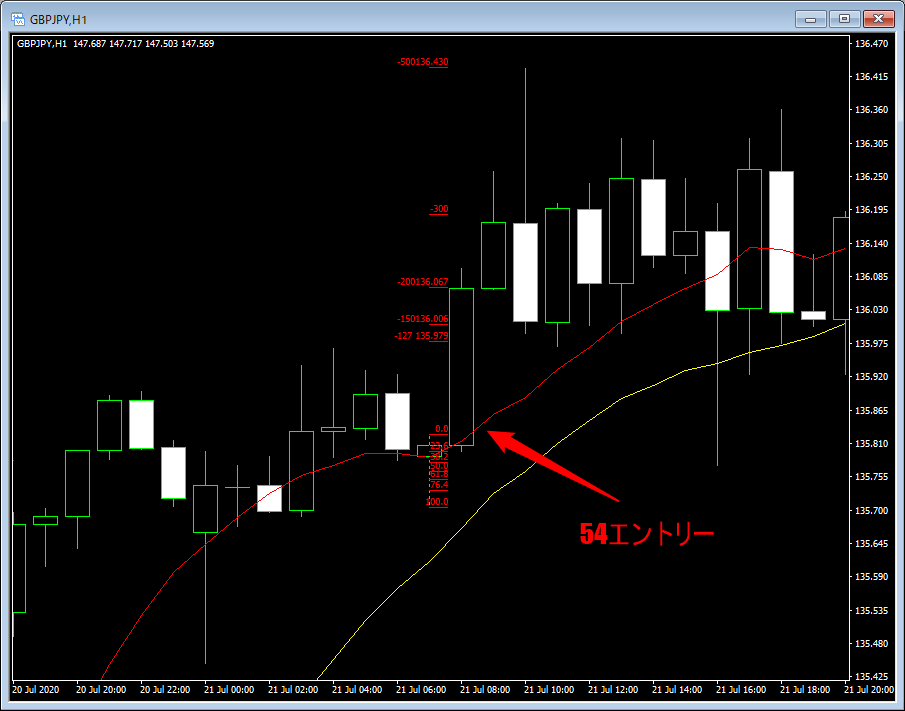 GBPJPY,H1
GBPJPY,H1 147.687 147.717 147.503 147.569
136.470
136.415
136.360
136.305
136.250
136.195
136.140
136.085
136.030
135.975
135.920
135.865
135.810
135.755
135.700
135.645
135.590
135.535
135.480
135.425
-500136.430
-300
-200136.067
-150136.006
-127 135.979
0.0
76.4
100.0
54エントリー
20 Jul 2020
20 Jul 20:00
20 Jul 22:00
21 Jul 00:00
21 Jul 02:00
21 Jul 04:00
21 Jul 06:00
21 Jul 08:00
21 Jul 10:00
21 Jul 12:00
21 Jul 14:00
21 Jul 16:00
21 Jul 18:00
21 Jul 20:00